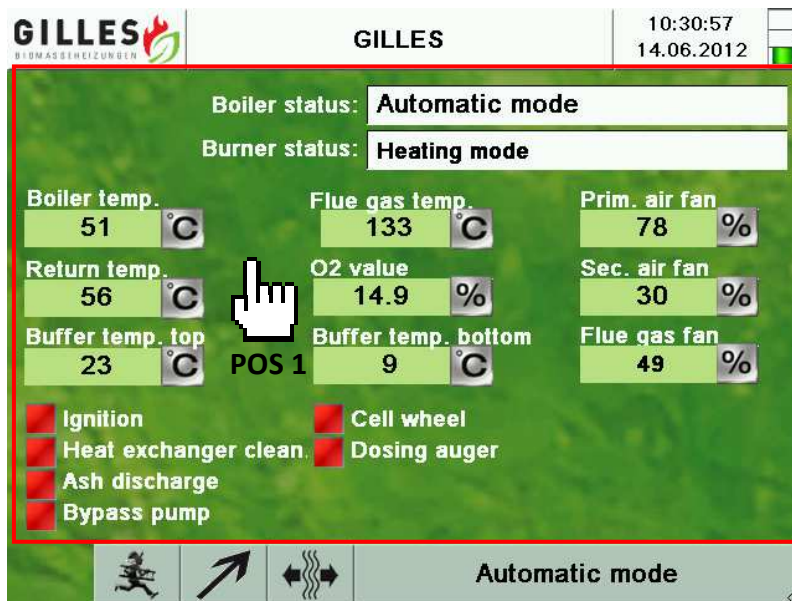 GILLES
BIOMASSEHEIZUNGEN
GILLES
10:30:57
14.06.2012
Boiler status: Automatic mode
Burner status: Heating mode
Boiler temp. Flue gas temp. Prim. air fan
51 °C 133 °C 78 %
Return temp. O2 value Sec. air fan
56 °C 14.9 % 30 %
Buffer temp. top Buffer temp. bottom Flue gas fan
23 °C 9 °C 49 %
POS 1
Ignition Cell wheel
Heat exchanger clean. Dosing auger
Ash discharge
Bypass pump
Automatic mode